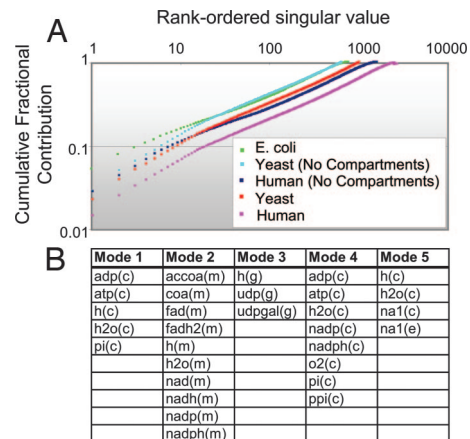 A
Rank-ordered singular value
1 10 100 1000 10000
Cumulative Fractional
Contribution
1
0.1
0.01
E. coli
Yeast (No Compartments)
Human (No Compartments)
Yeast
Human
B
Mode 1 Mode 2 Mode 3 Mode 4 Mode 5
adp(c) accoa(m) h(g) adp(c) h(c)
atp(c) coa(m) udp(g) atp(c) h2o(c)
h(c) fad(m) udpgal(g) h2o(c) na1(c)
h2o(c) fadh2(m) nadp(c) na1(e)
pi(c) h(m) nadph(c)
h2o(m) o2(c)
nad(m) pi(c)
nadh(m) ppi(c)
nadp(m)
nadph(m)